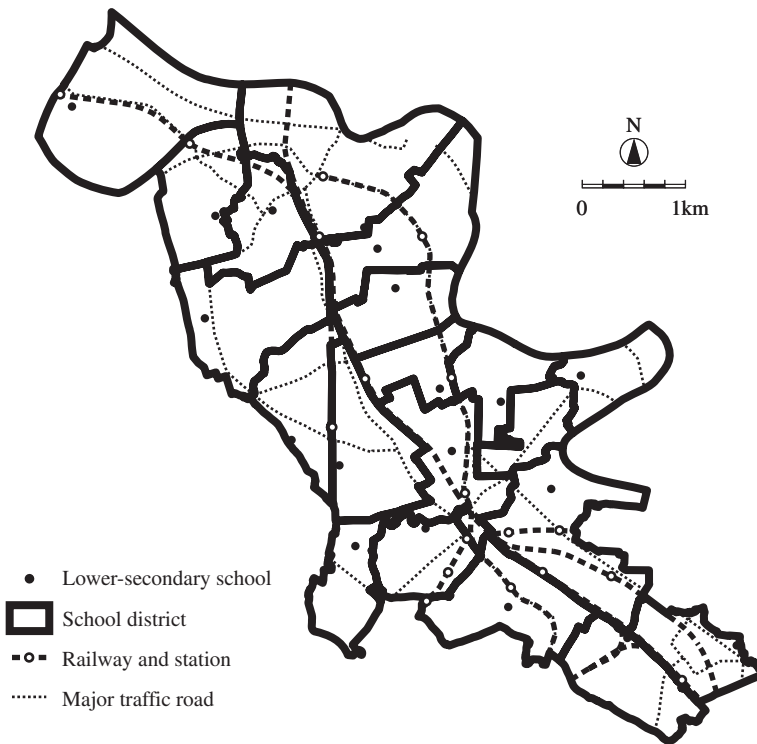 N
0 1km
Lower-secondary school
School district
Railway and station
Major traffic road